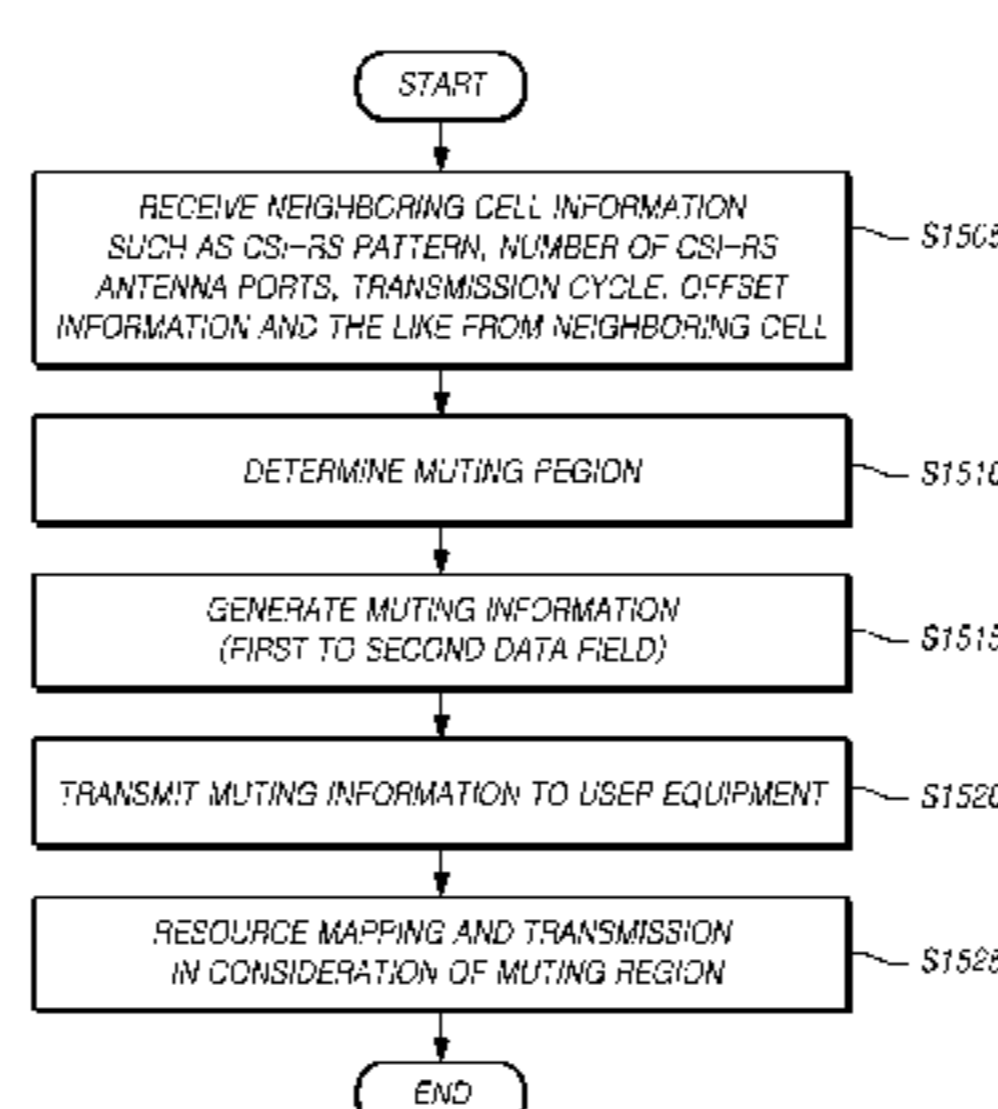 START
RECEIVE NEIGHBORING CELL INFORMATION
SUCH AS CSI-RS PATTERN, NUMBER OF CSI-RS
ANTENNA PORTS, TRANSMISSION CYCLE, OFFSET
INFORMATION AND THE LIKE FROM NEIGHBORING CELL
S1505
DETERMINE MUTING REGION
S1510
GENERATE MUTING INFORMATION
(FIRST TO SECOND DATA FIELD)
S1515
TRANSMIT MUTING INFORMATION TO USER EQUIPMENT
S1520
RESOURCE MAPPING AND TRANSMISSION
IN CONSIDERATION OF MUTING REGION
S1525
END